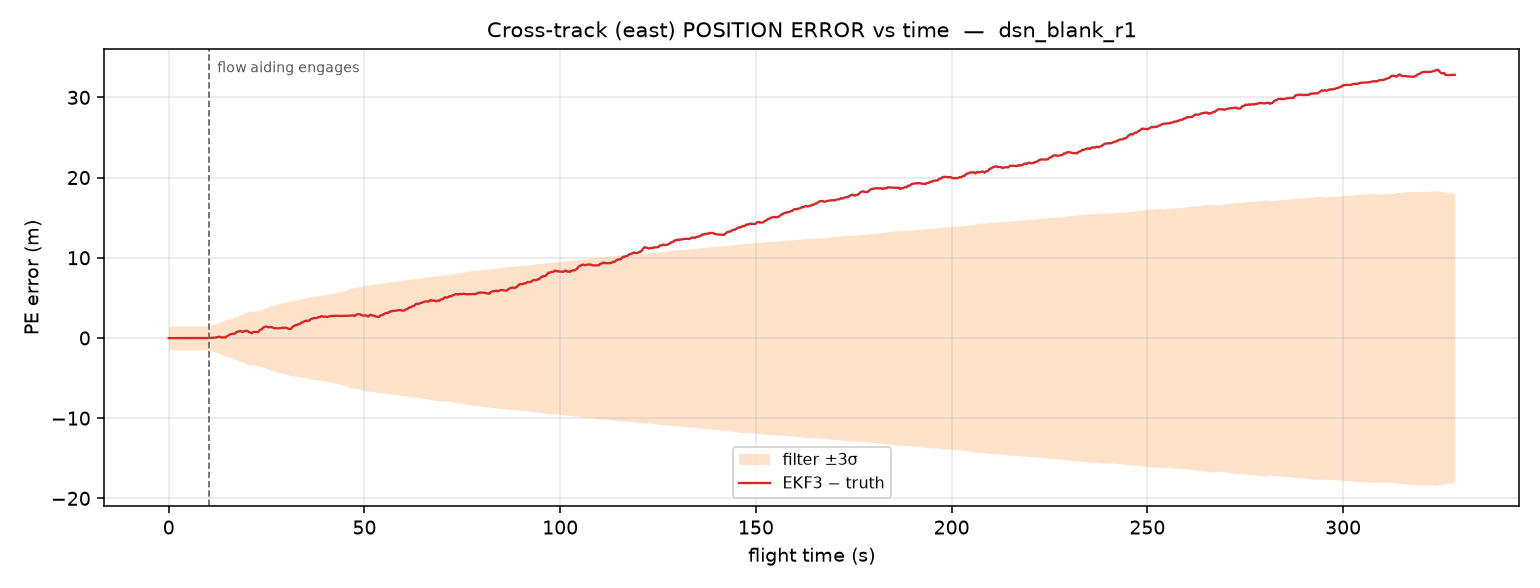 Cross-track (east) POSITION ERROR vs time — dsn_blank_r1
flow aiding engages
PE error (m)
30
20
10
0
−10
−20
filter ±3σ
EKF3 − truth
0 50 100 150 200 250 300
flight time (s)